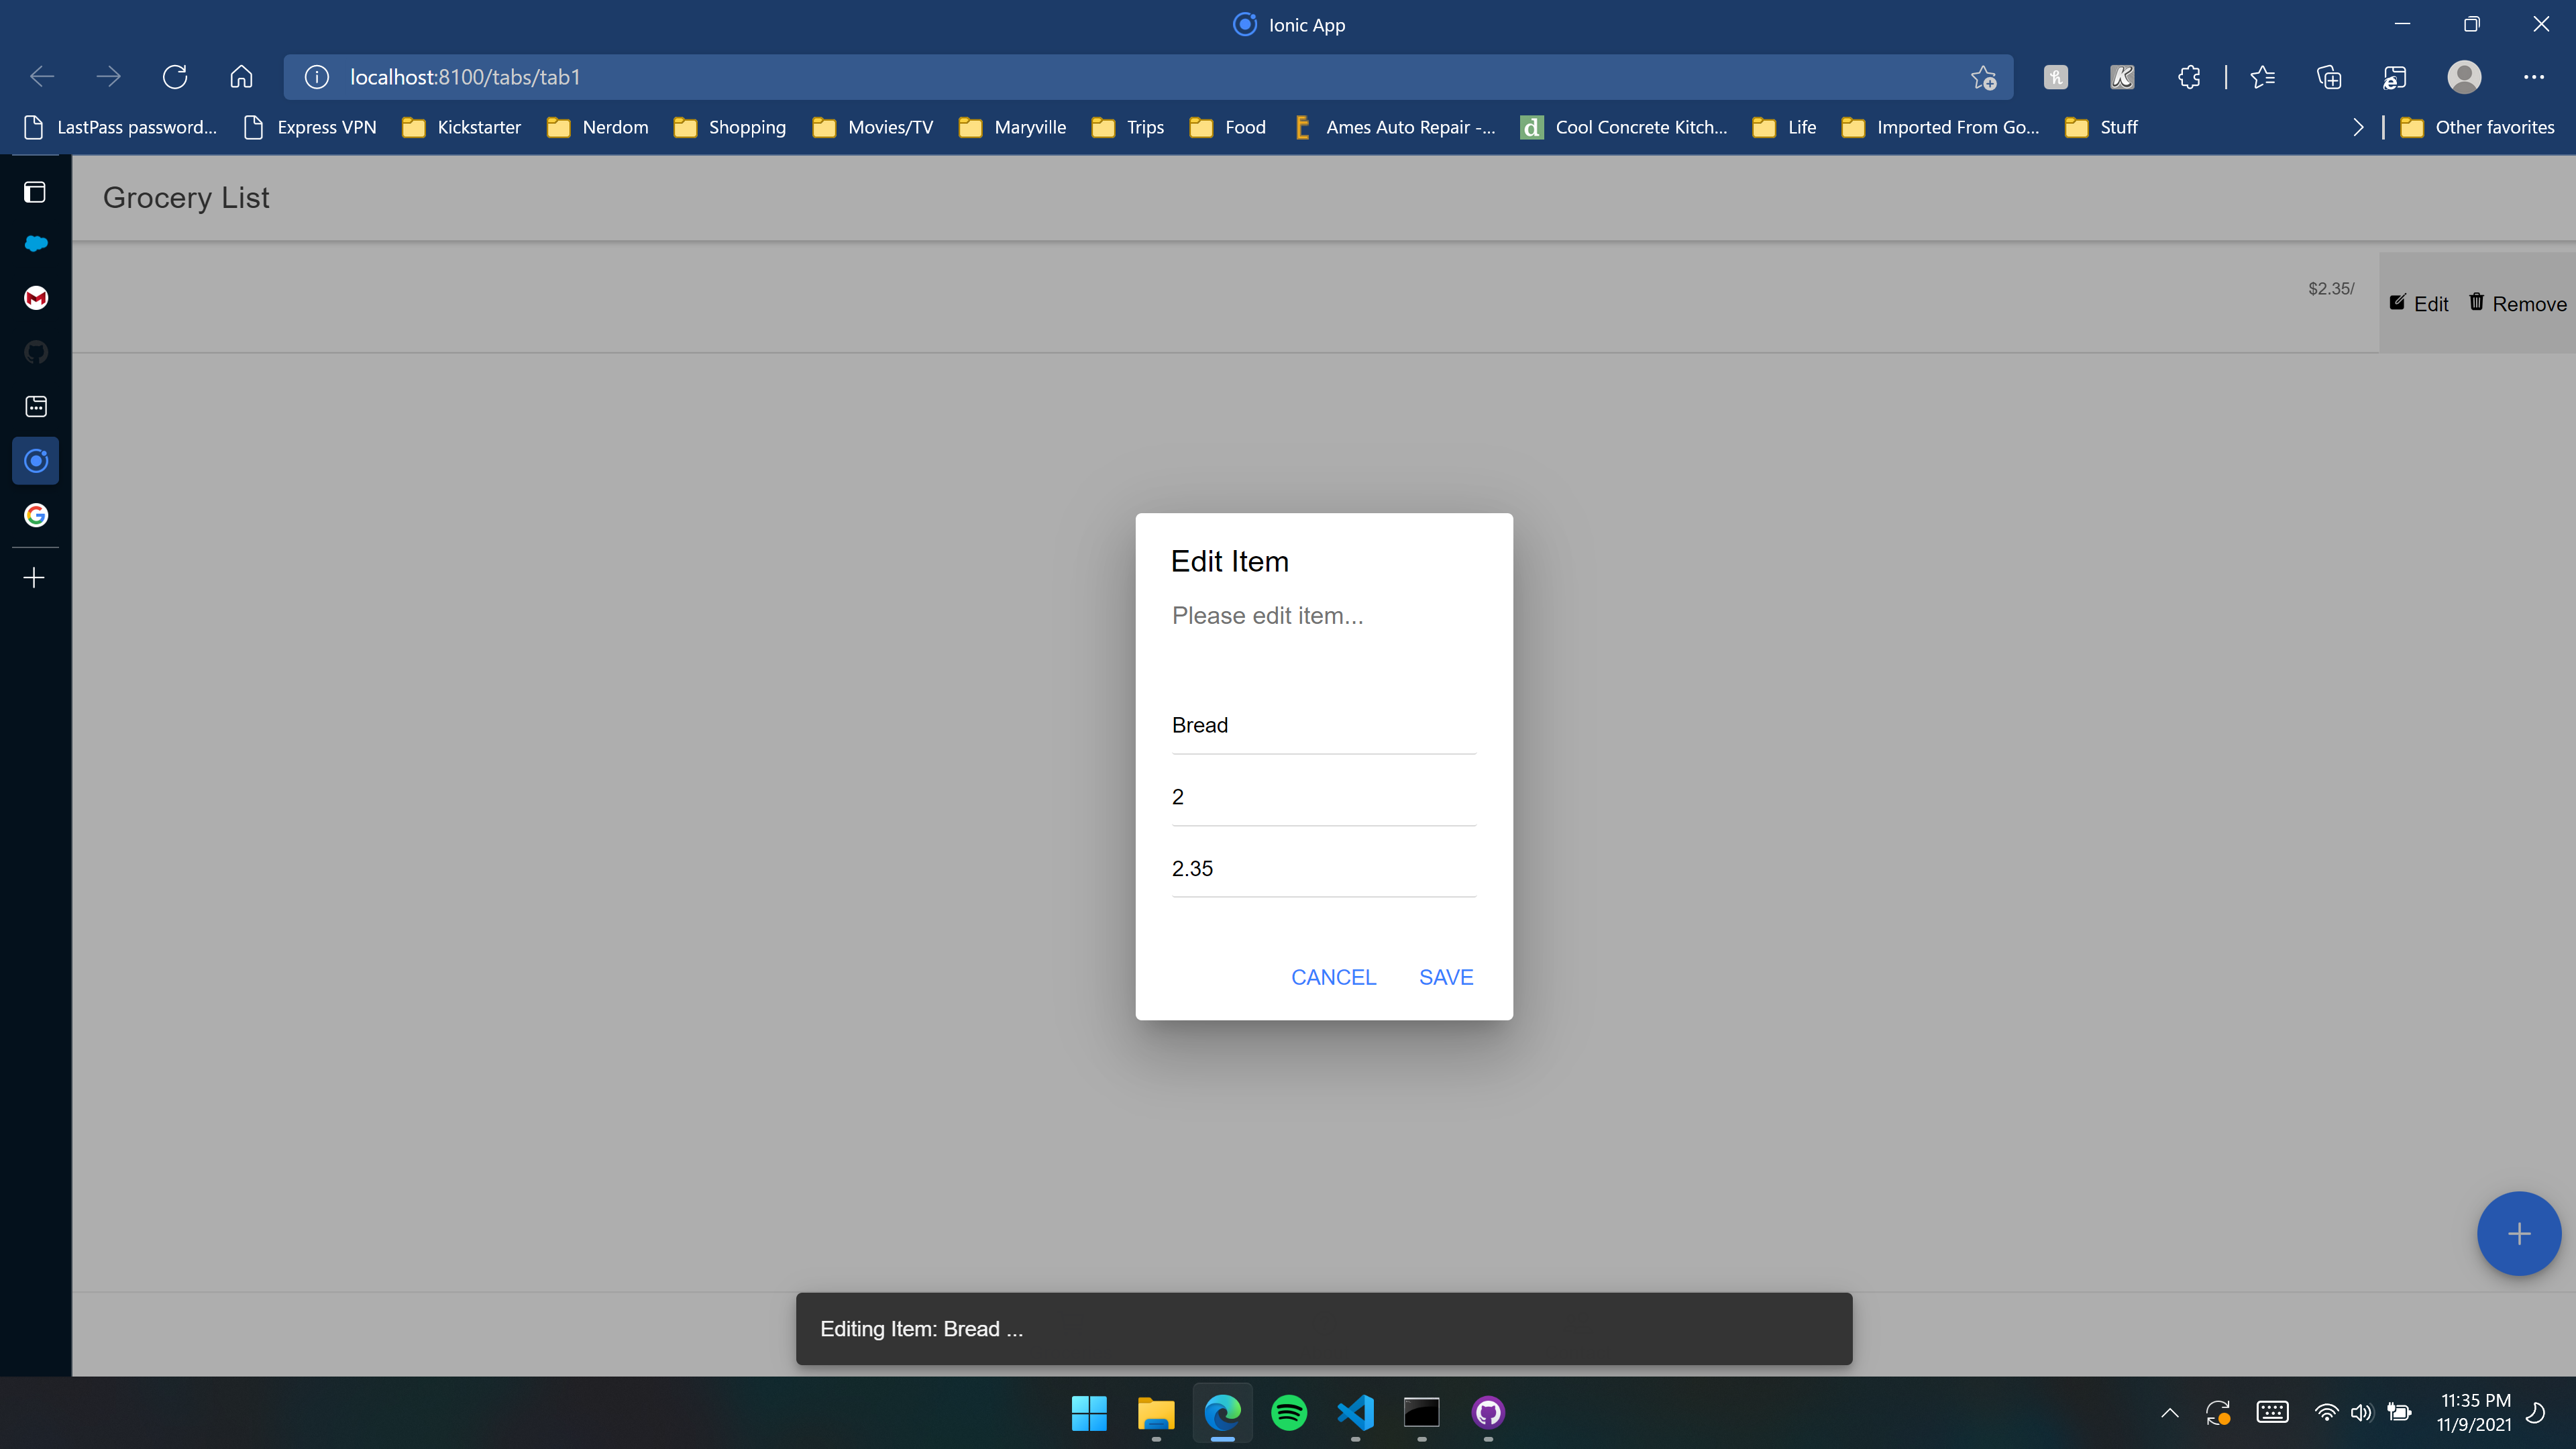 Ionic App
localhost:8100/tabs/tab1
LastPass password... Express VPN Kickstarter Nerdom Shopping Movies/TV Maryville Trips Food Ames Auto Repair -... Cool Concrete Kitch... Life Imported From Go... Stuff Other favorites
Grocery List
$2.35/
Edit Remove
Edit Item
Please edit item...
Bread
2
2.35
CANCEL SAVE
Editing Item: Bread ...
11:35 PM
11/9/2021